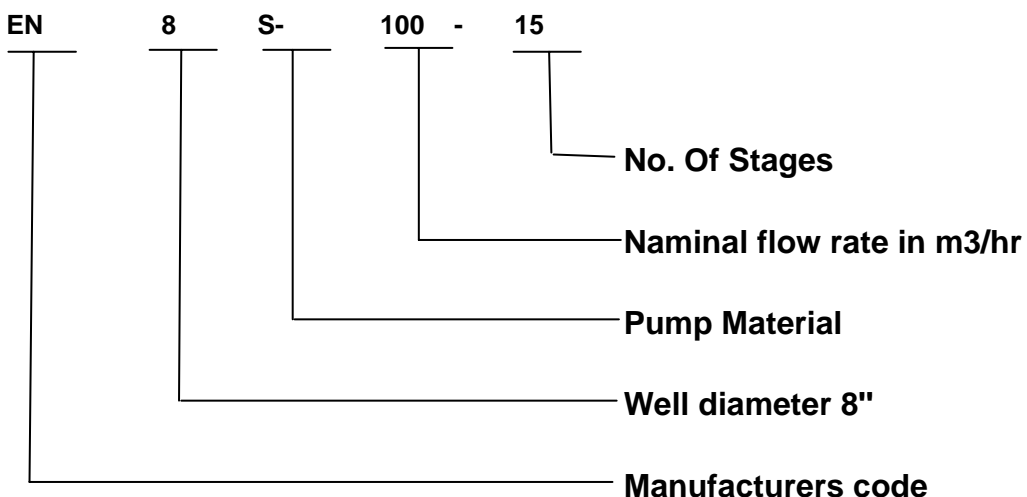 EN 8 S- 100 - 15
No. Of Stages
Naminal flow rate in m3/hr
Pump Material
Well diameter 8"
Manufacturers code